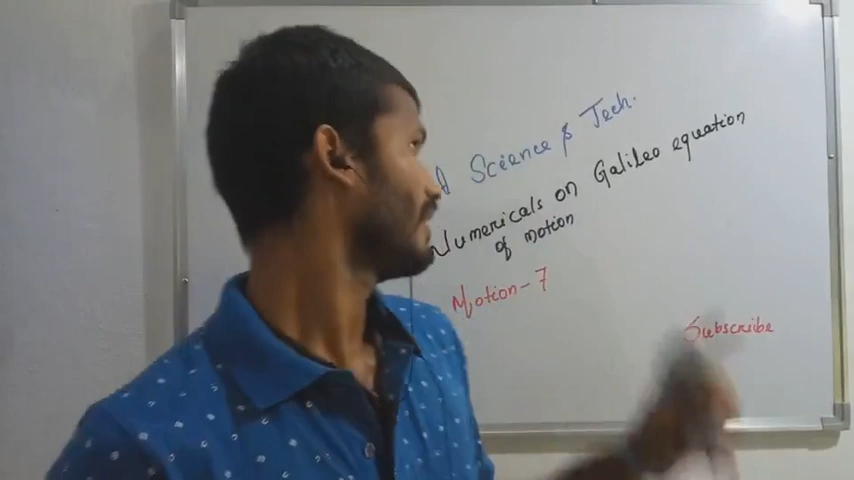 Science & Tech.
Numericals on Galileo equation
of motion
Motion-7
Subscribe